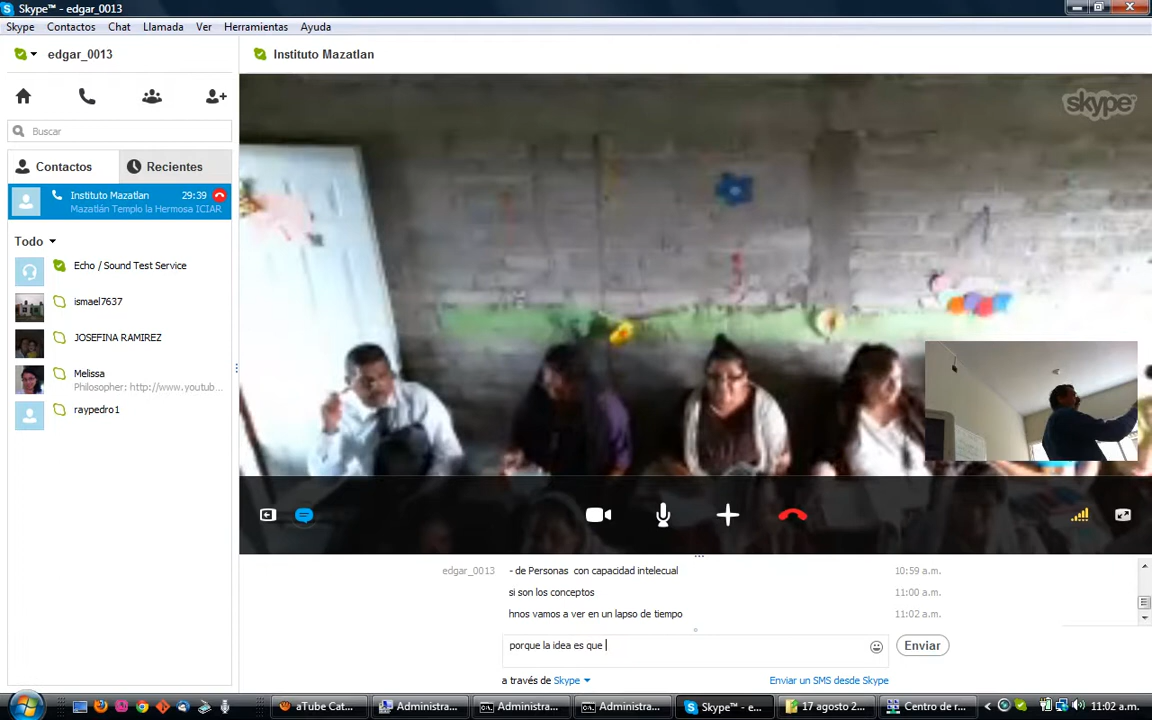 Skype™ - edgar_0013
Skype Contactos Chat Llamada Ver Herramientas Ayuda
edgar_0013
Instituto Mazatlan
skype
Buscar
Contactos Recientes
Instituto Mazatlan 29:39
Mazatlán Templo la Hermosa ICIAR
Todo
Echo / Sound Test Service
ismael7637
JOSEFINA RAMIREZ
Melissa
Philosopher: http://www.youtub...
raypedro1
edgar_0013 - de Personas con capacidad intelecual 10:59 a.m.
si son los conceptos 11:00 a.m.
hnos vamos a ver en un lapso de tiempo 11:02 a.m.
porque la idea es que
Enviar
a través de Skype Enviar un SMS desde Skype
aTube Cat... Administra... Administra... Administra... Skype™ - e... 17 agosto 2... Centro de r... 11:02 a.m.